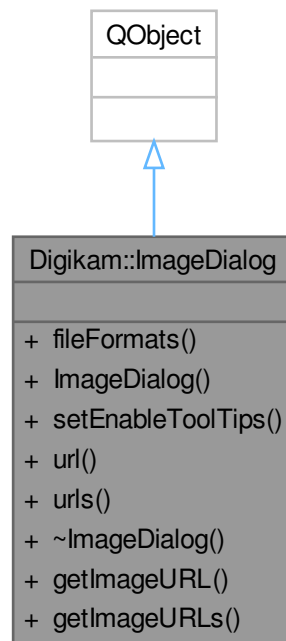 QObject
Digikam::ImageDialog
+ fileFormats()
+ ImageDialog()
+ setEnableToolTips()
+ url()
+ urls()
+ ~ImageDialog()
+ getImageURL()
+ getImageURLs()